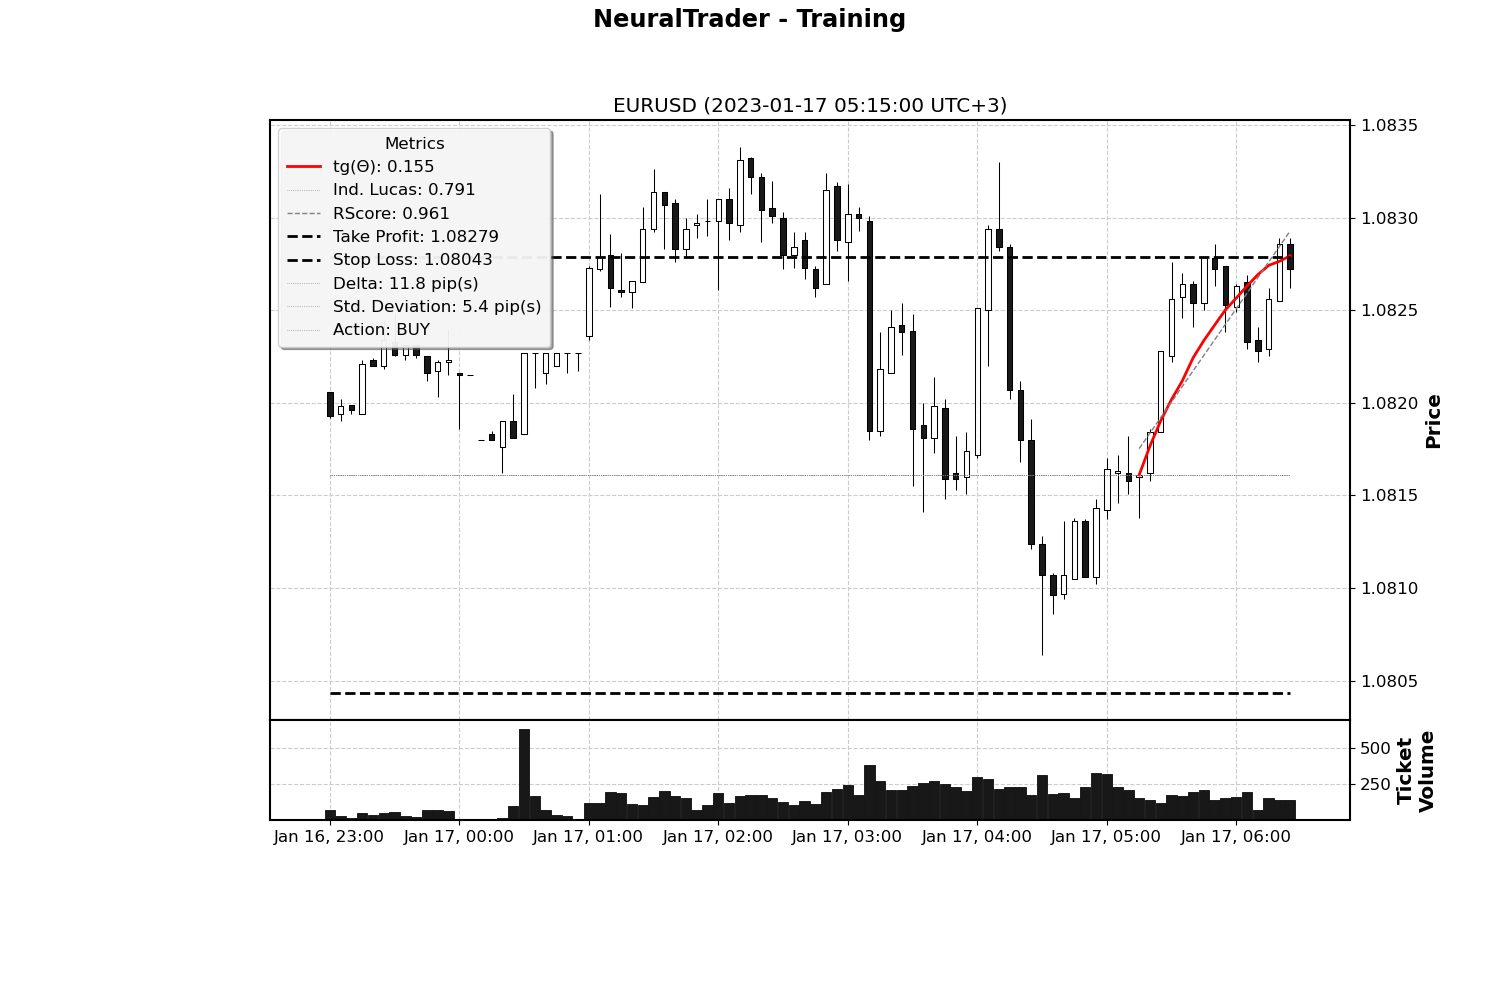 NeuralTrader - Training
EURUSD (2023-01-17 05:15:00 UTC+3)
Metrics
tg(Θ): 0.155
Ind. Lucas: 0.791
RScore: 0.961
Take Profit: 1.08279
Stop Loss: 1.08043
Delta: 11.8 pip(s)
Std. Deviation: 5.4 pip(s)
Action: BUY
1.0835
1.0830
1.0825
1.0820
1.0815
1.0810
1.0805
Price
500
250
Ticket
Volume
Jan 16, 23:00 Jan 17, 00:00 Jan 17, 01:00 Jan 17, 02:00 Jan 17, 03:00 Jan 17, 04:00 Jan 17, 05:00 Jan 17, 06:00